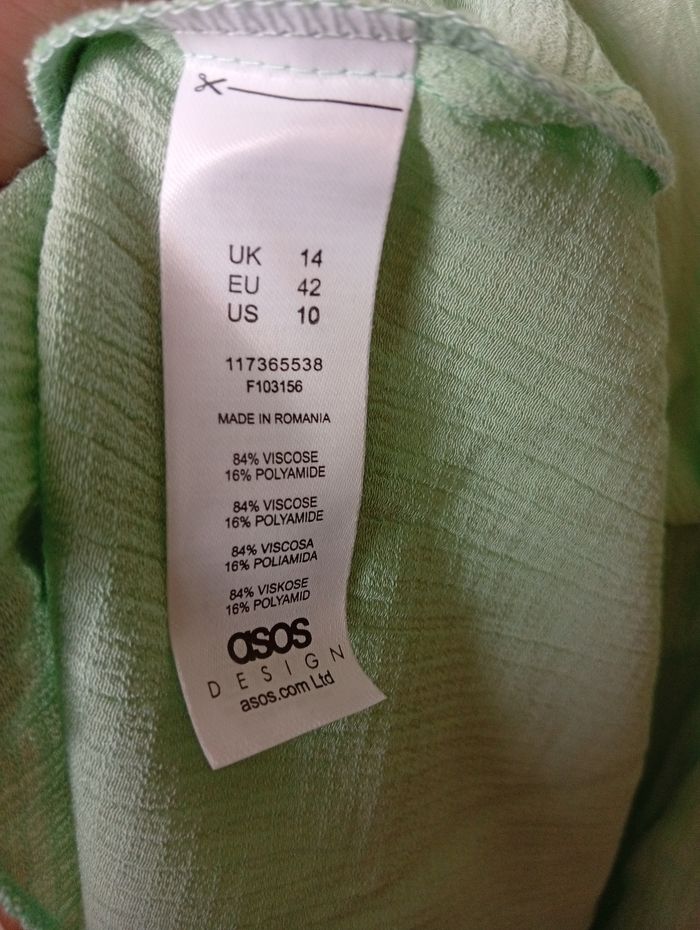 UK 14
EU 42
US 10
117365538
F103156
MADE IN ROMANIA
84% VISCOSE
16% POLYAMIDE
84% VISCOSE
16% POLYAMIDE
84% VISCOSA
16% POLIAMIDA
84% VISKOSE
16% POLYAMID
asos
DESIGN
asos.com Ltd